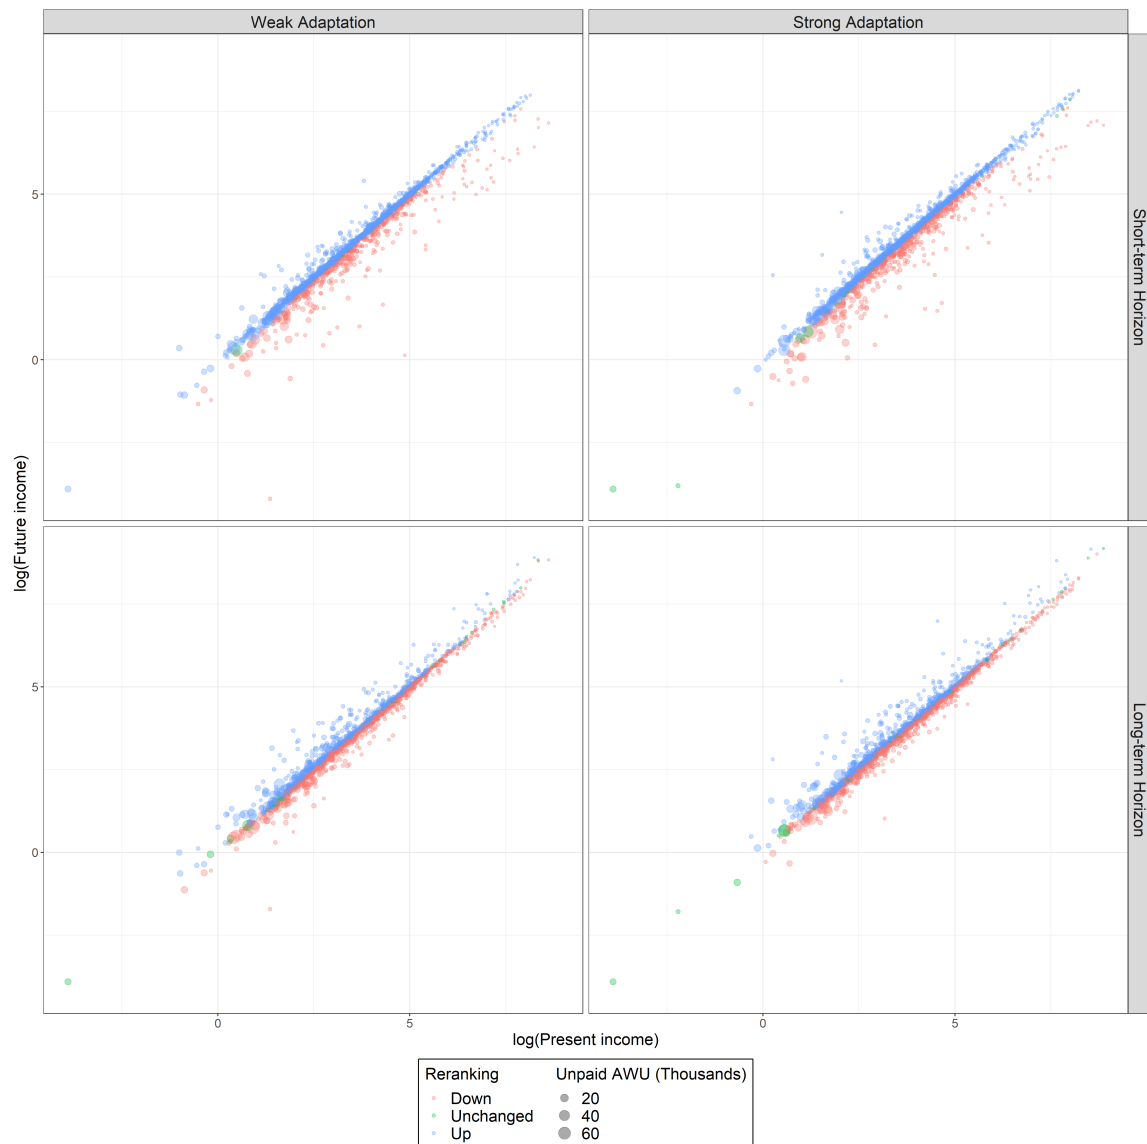 Weak Adaptation
Strong Adaptation
Short-term Horizon
Long-term Horizon
log(Future income)
5
0
5
0
0
5
0
5
log(Present income)
Reranking
Down
Unchanged
Up
Unpaid AWU (Thousands)
20
40
60